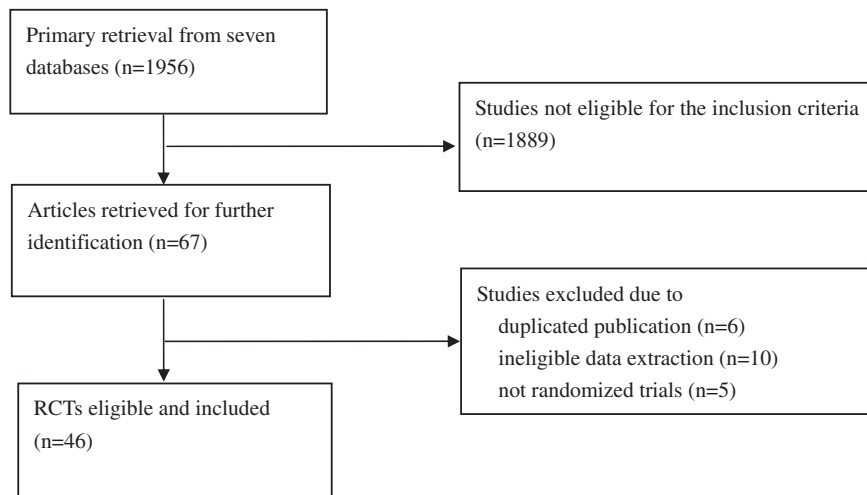 Primary retrieval from seven
databases (n=1956)
Studies not eligible for the inclusion criteria
(n=1889)
Articles retrieved for further
identification (n=67)
Studies excluded due to
duplicated publication (n=6)
ineligible data extraction (n=10)
not randomized trials (n=5)
RCTs eligible and included
(n=46)